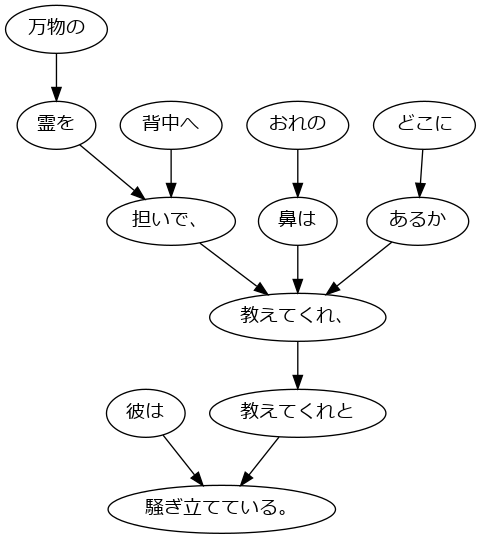 万物の
霊を
背中へ
おれの
どこに
担いで、
鼻は
あるか
教えてくれ、
彼は
教えてくれと
騒ぎ立てている。